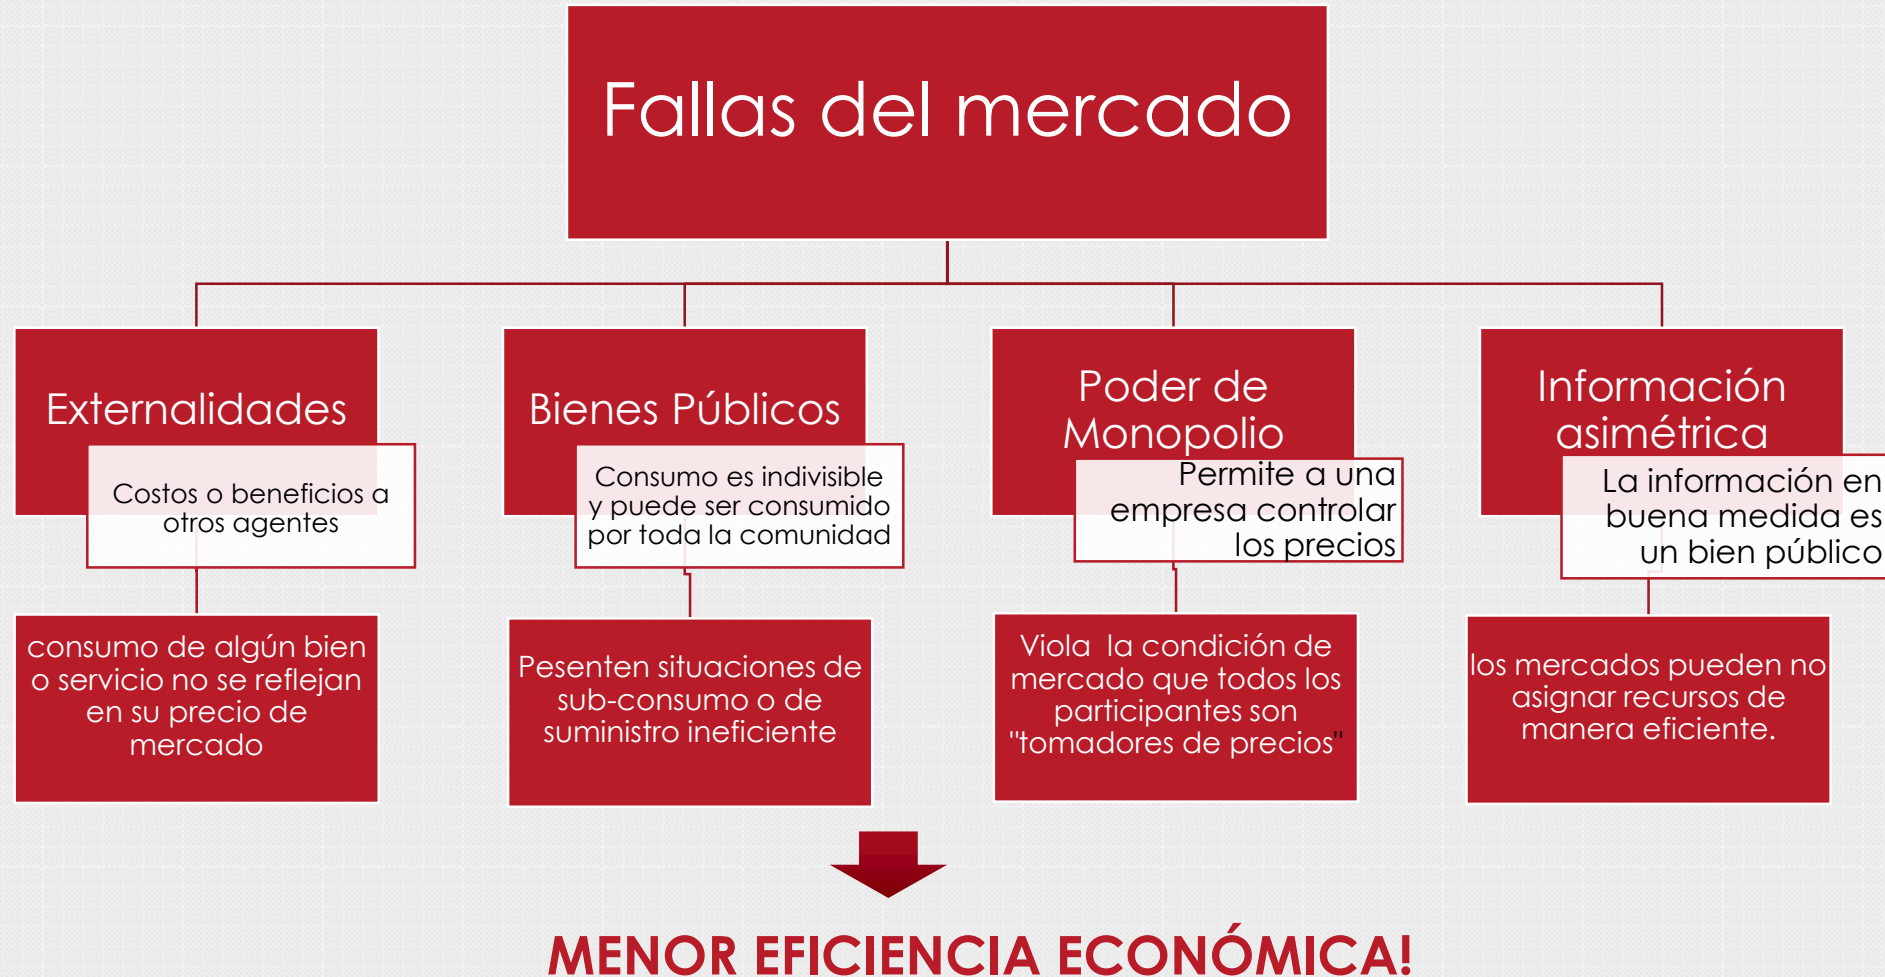 Fallas del mercado
Externalidades
Costos o beneficios a
otros agentes
consumo de algún bien
o servicio no se reflejan
en su precio de
mercado
Bienes Públicos
Consumo es indivisible
y puede ser consumido
por toda la comunidad
Pesenten situaciones de
sub-consumo o de
suministro ineficiente
Poder de
Monopolio
Permite a una
empresa controlar
los precios
Viola  la condición de
mercado que todos los
participantes son
"tomadores de precios"
Información
asimétrica
La información en
buena medida es
un bien público
los mercados pueden no
asignar recursos de
manera eficiente.
MENOR EFICIENCIA ECONÓMICA!